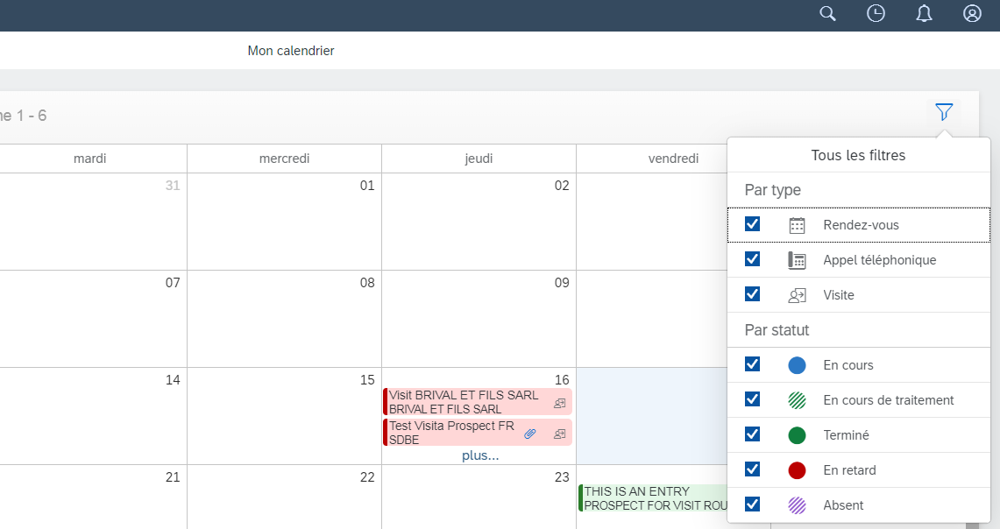 Mon calendrier
ne 1 - 6
Tous les filtres
mardi
mercredi
jeudi
vendredi
Par type
31
01
02
Rendez-vous
Appel téléphonique
Visite
07
08
09
Par statut
En cours
14
15
16
Visit BRIVAL ET FILS SARL
BRIVAL ET FILS SARL
En cours de traitement
Test Visita Prospect FR
SDBE
Terminé
plus...
En retard
21
22
23
THIS IS AN ENTRY
PROSPECT FOR VISIT ROU
Absent